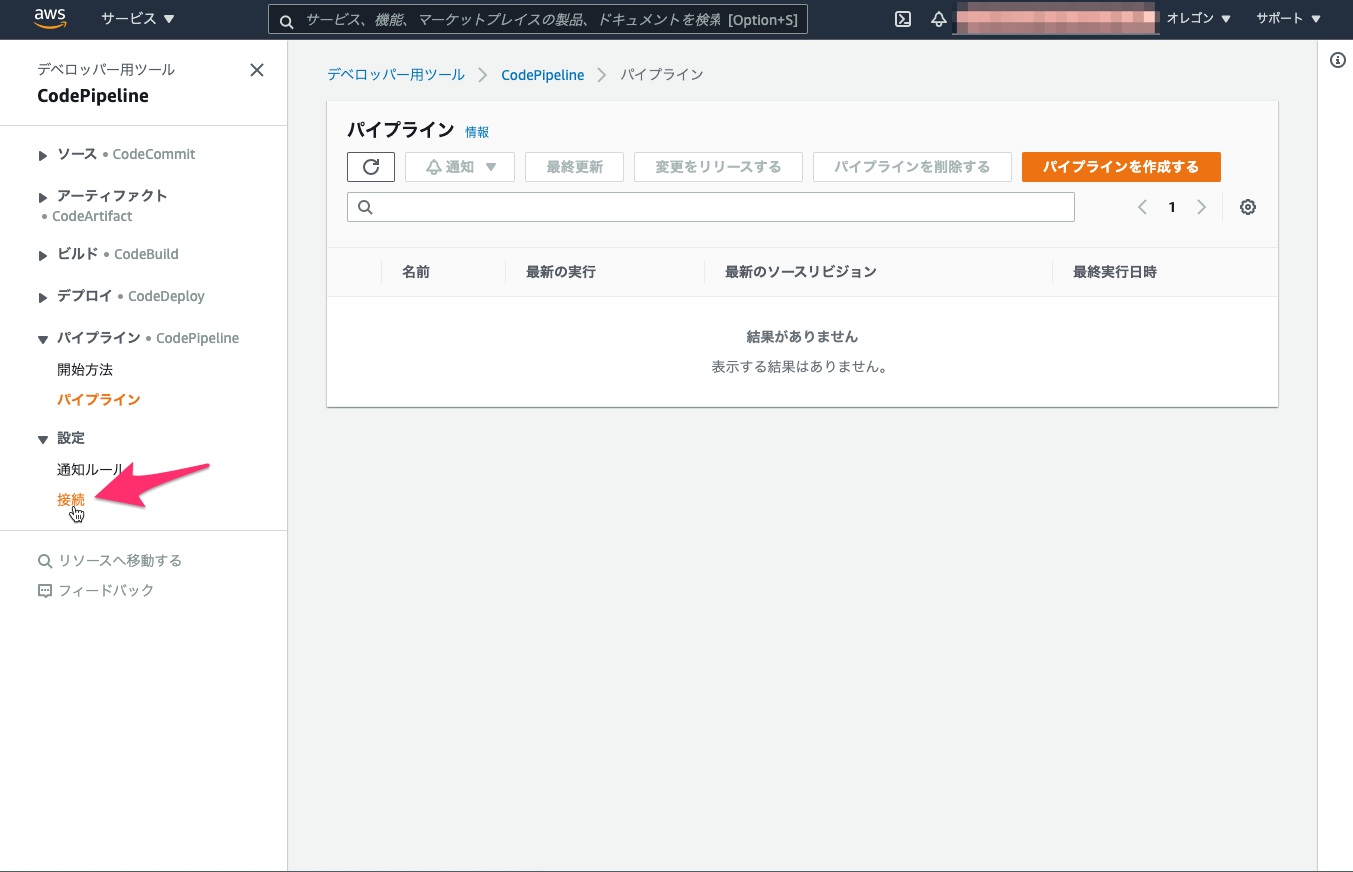 aws サービス ▼ サービス、機能、マーケットプレイスの製品、ドキュメントを検索 [Option+S] オレゴン ▼ サポート ▼
デベロッパー用ツール
CodePipeline
ソース • CodeCommit
アーティファクト
• CodeArtifact
ビルド • CodeBuild
デプロイ • CodeDeploy
パイプライン • CodePipeline
開始方法
パイプライン
設定
通知ルール
接続
リソースへ移動する
フィードバック
デベロッパー用ツール > CodePipeline > パイプライン
パイプライン 情報
通知 ▼ 最終更新 変更をリリースする パイプラインを削除する パイプラインを作成する
< 1 >
名前 最新の実行 最新のソースリビジョン 最終実行日時
結果がありません
表示する結果はありません。